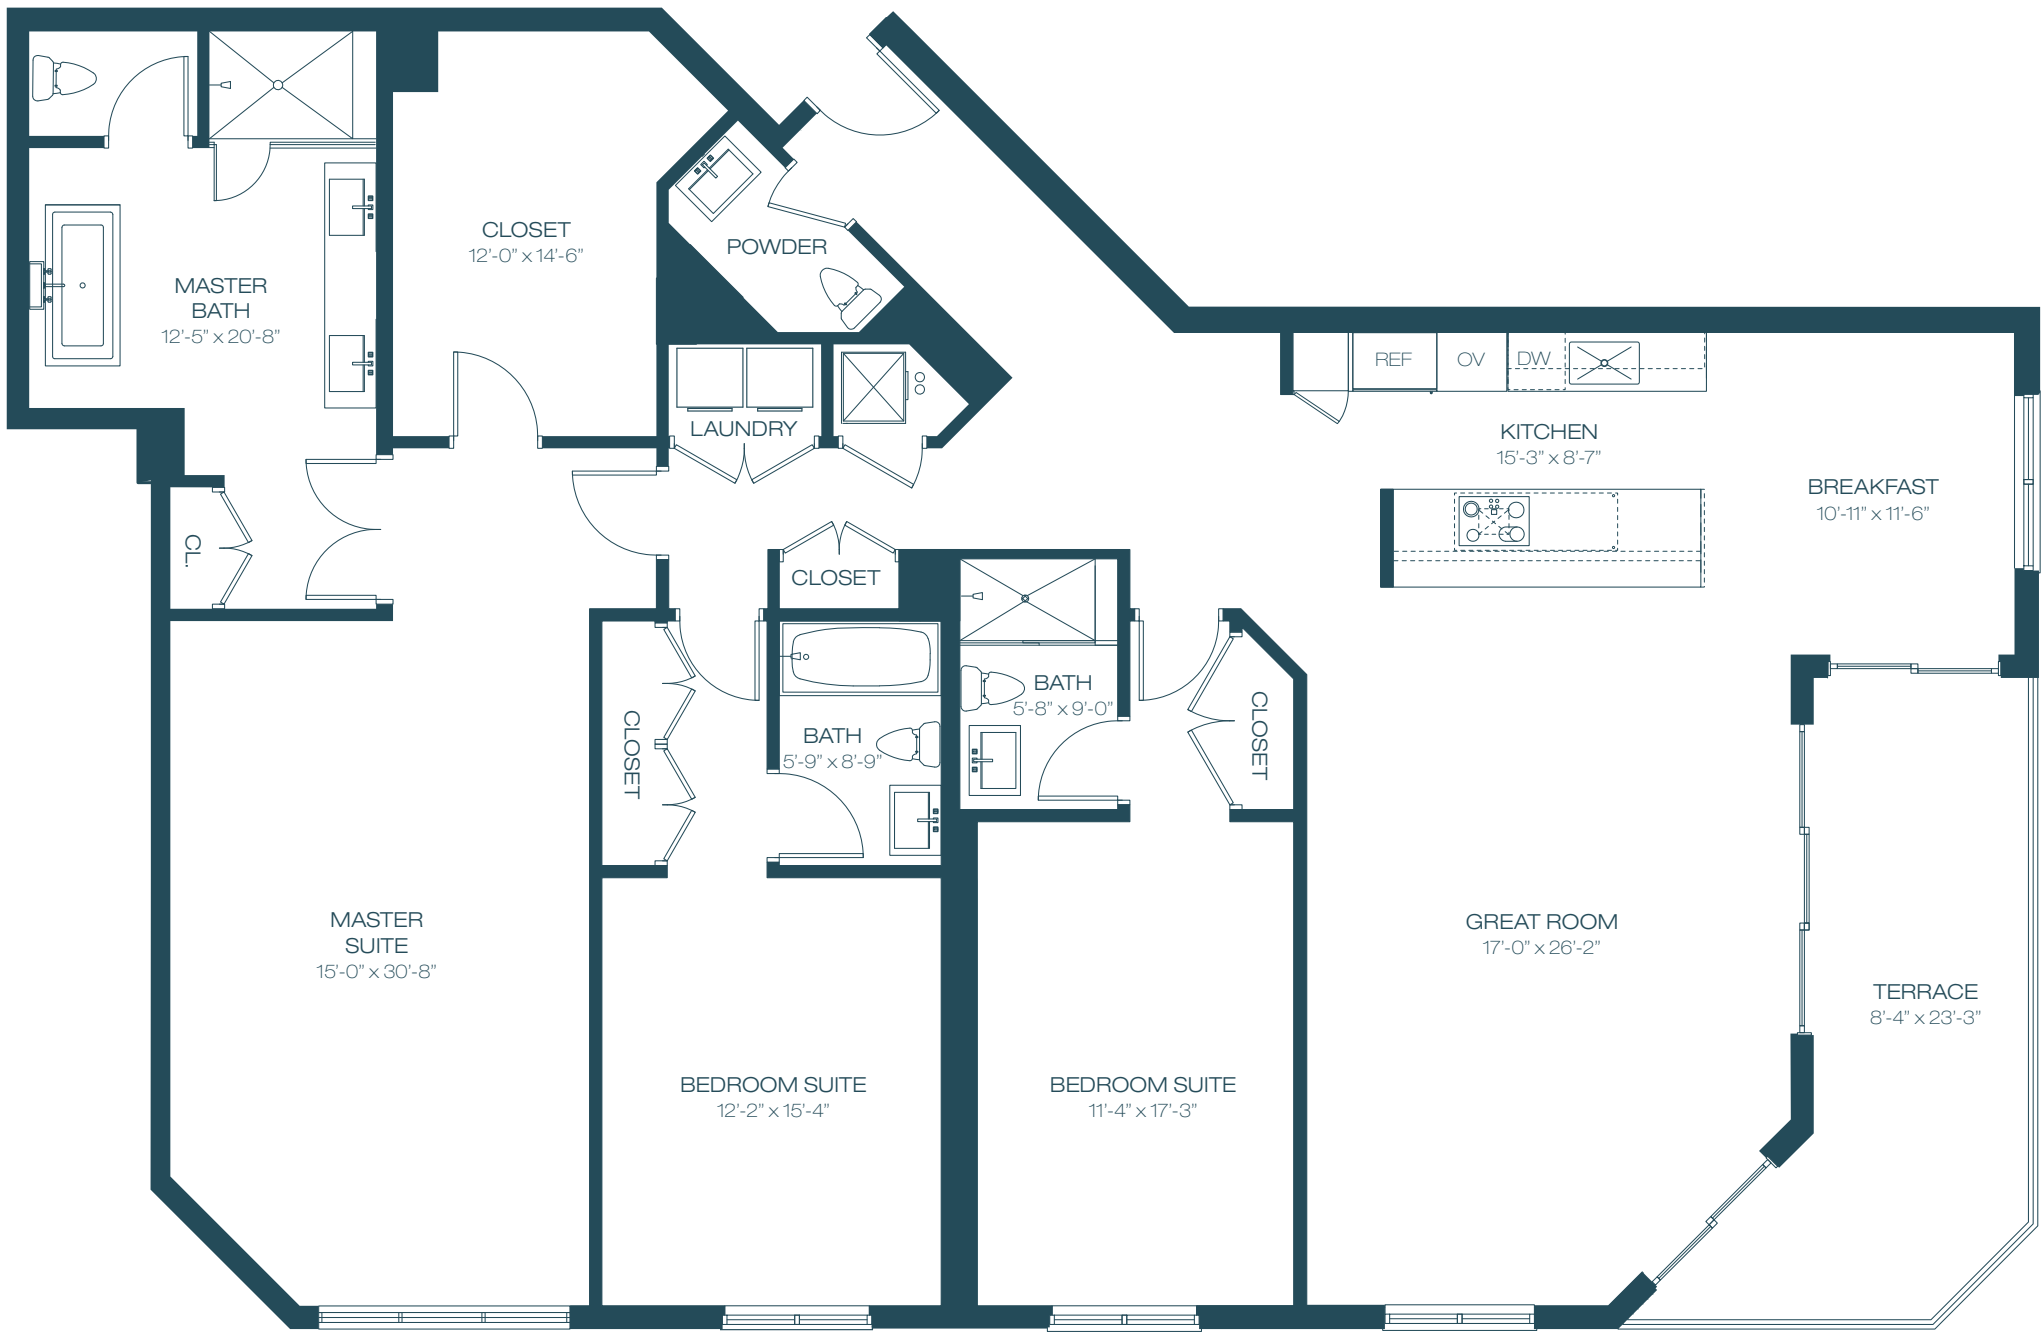 CLOSET
12'-0" x 14'-6"
POWDER
MASTER
BATH
12'-5" x 20'-8"
REF
OV
DW
LAUNDRY
KITCHEN
15'-3" x 8'-7"
BREAKFAST
10'-11" x 11'-6"
CL.
CLOSET
BATH
5'-8" x 9'-0"
CLOSET
CLOSET
BATH
5'-9" x 8'-9"
MASTER
SUITE
15'-0" x 30'-8"
GREAT ROOM
17'-0" x 26'-2"
TERRACE
8'-4" x 23'-3"
BEDROOM SUITE
12'-2" x 15'-4"
BEDROOM SUITE
11'-4" x 17'-3"